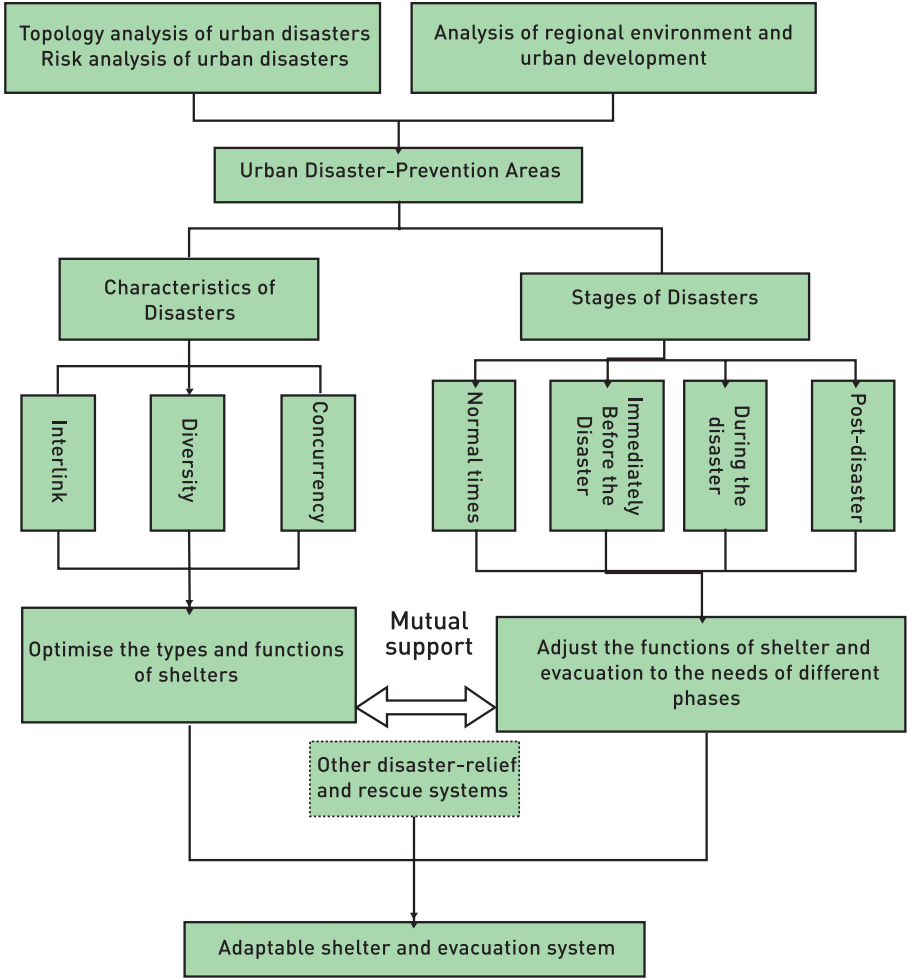 Topology analysis of urban disasters
Risk analysis of urban disasters
Analysis of regional environment and
urban development
Urban Disaster-Prevention Areas
Characteristics of
Disasters
Stages of Disasters
Interlink
Diversity
Concurrency
Normal times
Immediately
Before the
Disaster
During the
disaster
Post-disaster
Optimise the types and functions
of shelters
Mutual
support
Adjust the functions of shelter and
evacuation to the needs of different
phases
Other disaster-relief
and rescue systems
Adaptable shelter and evacuation system